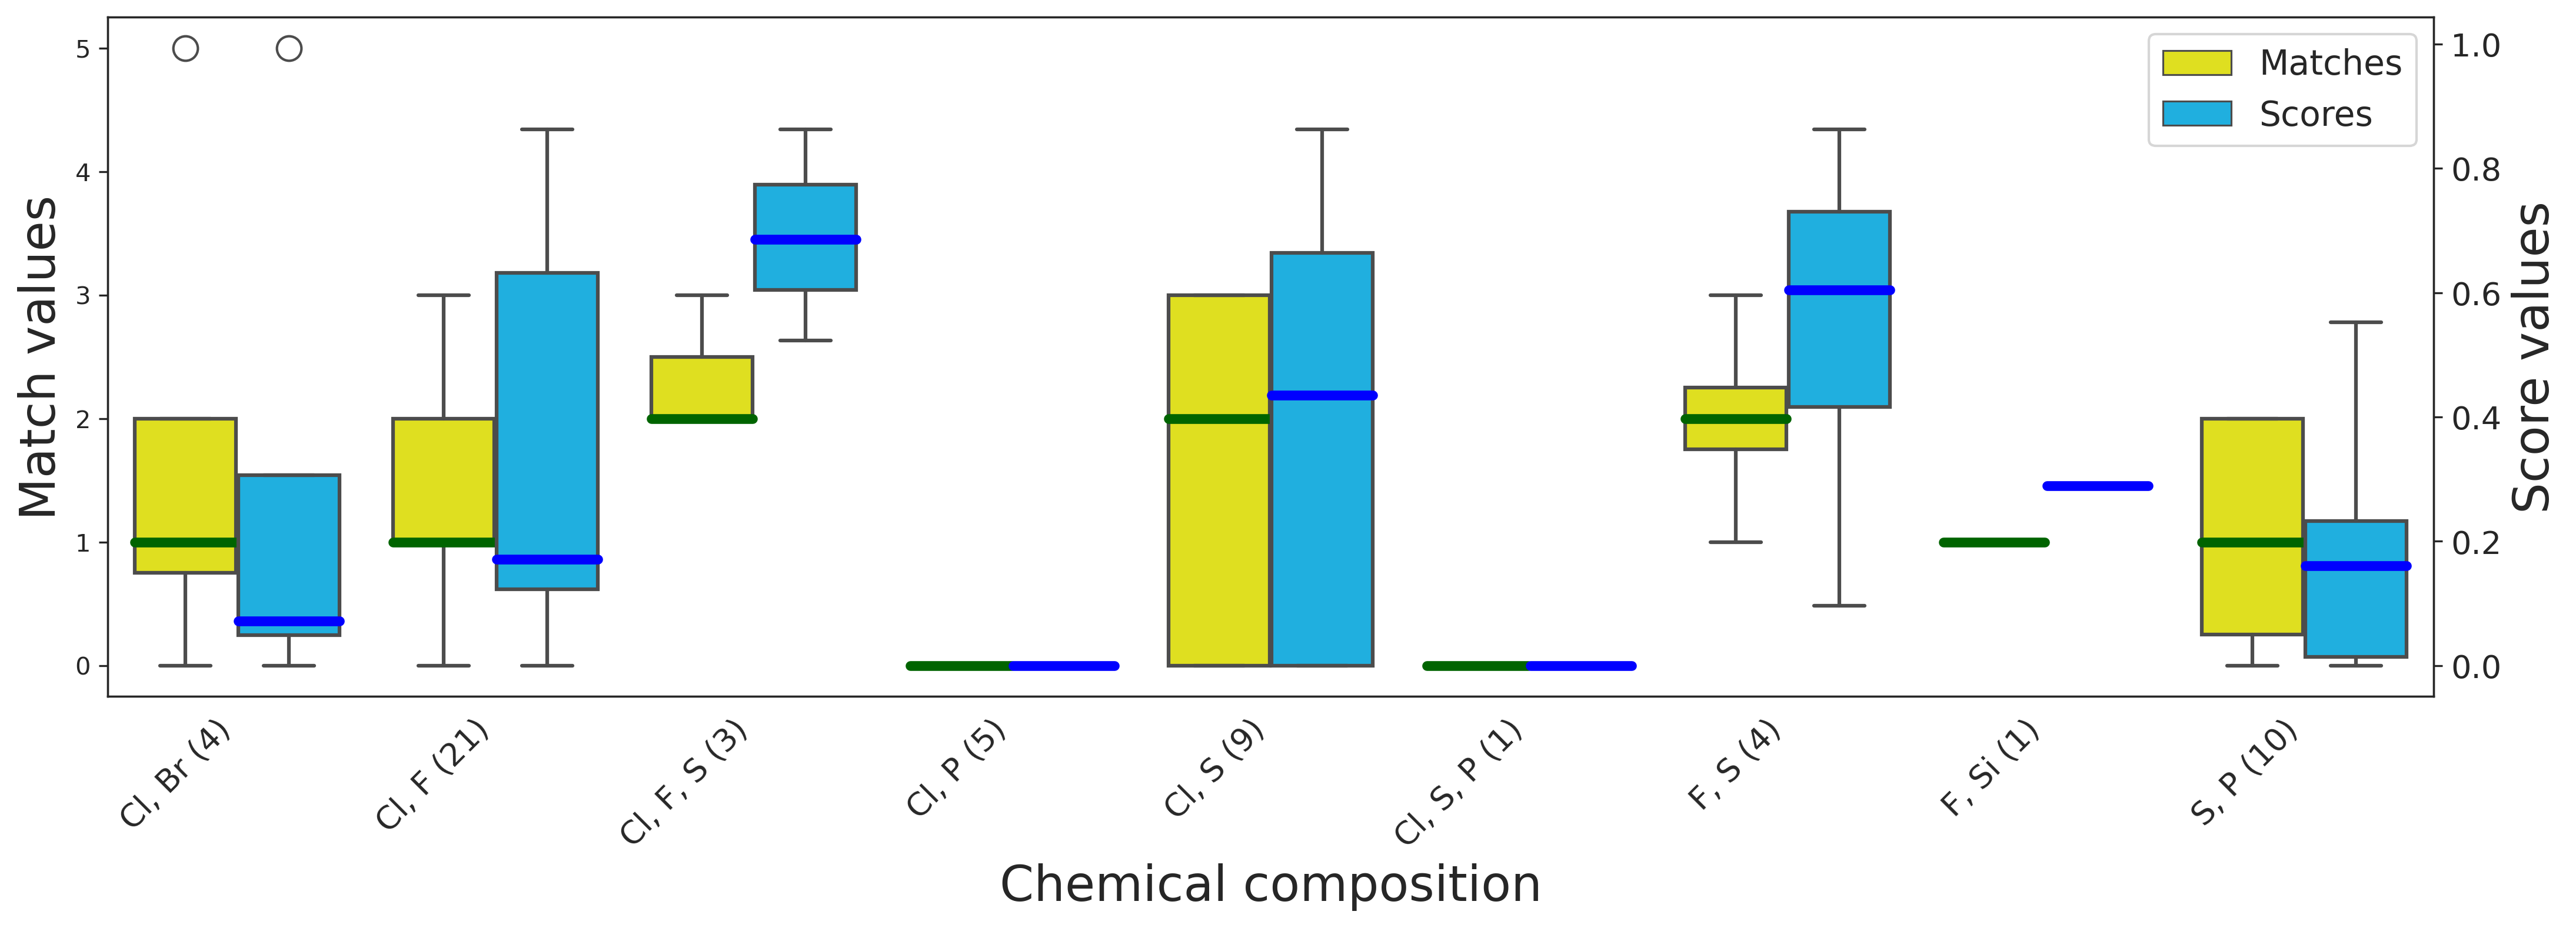 Matches
Scores
Match values
5
4
3
2
1
0
Score values
1.0
0.8
0.6
0.4
0.2
0.0
Cl, Br (4)
Cl, F (21)
Cl, F, S (3)
Cl, P (5)
Cl, S (9)
Cl, S, P (1)
F, S (4)
F, Si (1)
S, P (10)
Chemical composition